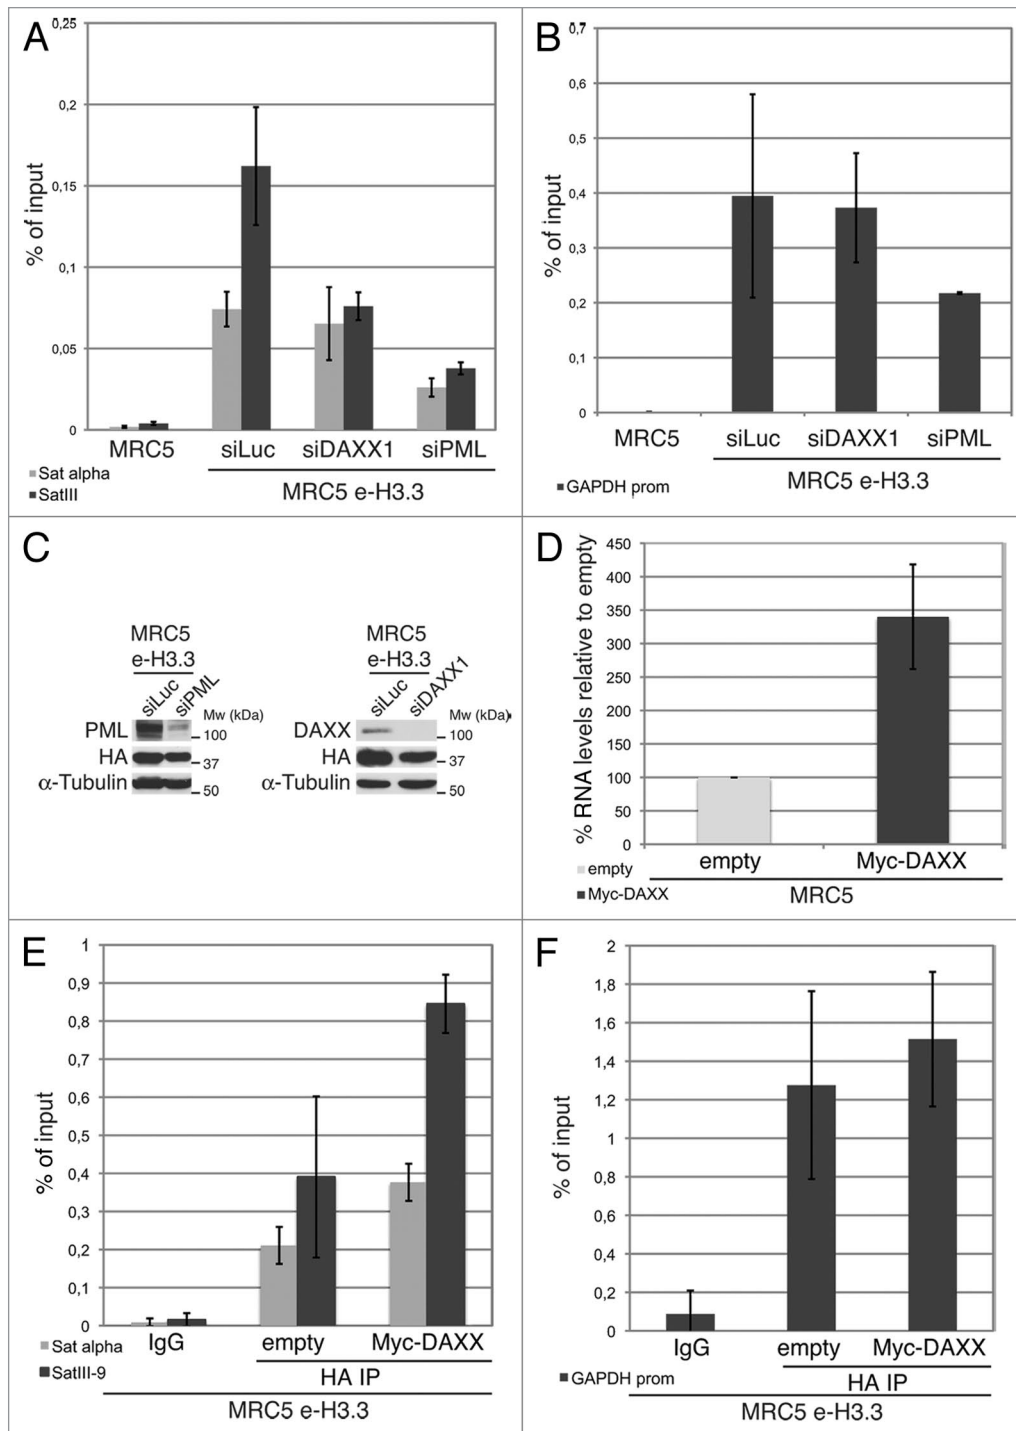 A
0,25
0,2
0,15
0,1
0,05
0
% of input
MRC5 siLuc siDAXX1 siPML
MRC5 e-H3.3
Sat alpha
SatIII
B
0,7
0,6
0,5
0,4
0,3
0,2
0,1
0
% of input
MRC5 siLuc siDAXX1 siPML
MRC5 e-H3.3
GAPDH prom
C
MRC5
e-H3.3
siLuc siPML
Mw (kDa)
PML 100
HA 37
α-Tubulin 50
MRC5
e-H3.3
siLuc siDAXX1
Mw (kDa)
DAXX 100
HA 37
α-Tubulin 50
D
% RNA levels relative to empty
450
400
350
300
250
200
150
100
50
0
empty Myc-DAXX
MRC5
empty
Myc-DAXX
E
1
0,9
0,8
0,7
0,6
0,5
0,4
0,3
0,2
0,1
0
% of input
IgG empty Myc-DAXX
HA IP
MRC5 e-H3.3
Sat alpha
SatIII-9
F
2
1,8
1,6
1,4
1,2
1
0,8
0,6
0,4
0,2
0
% of input
IgG empty Myc-DAXX
HA IP
MRC5 e-H3.3
GAPDH prom